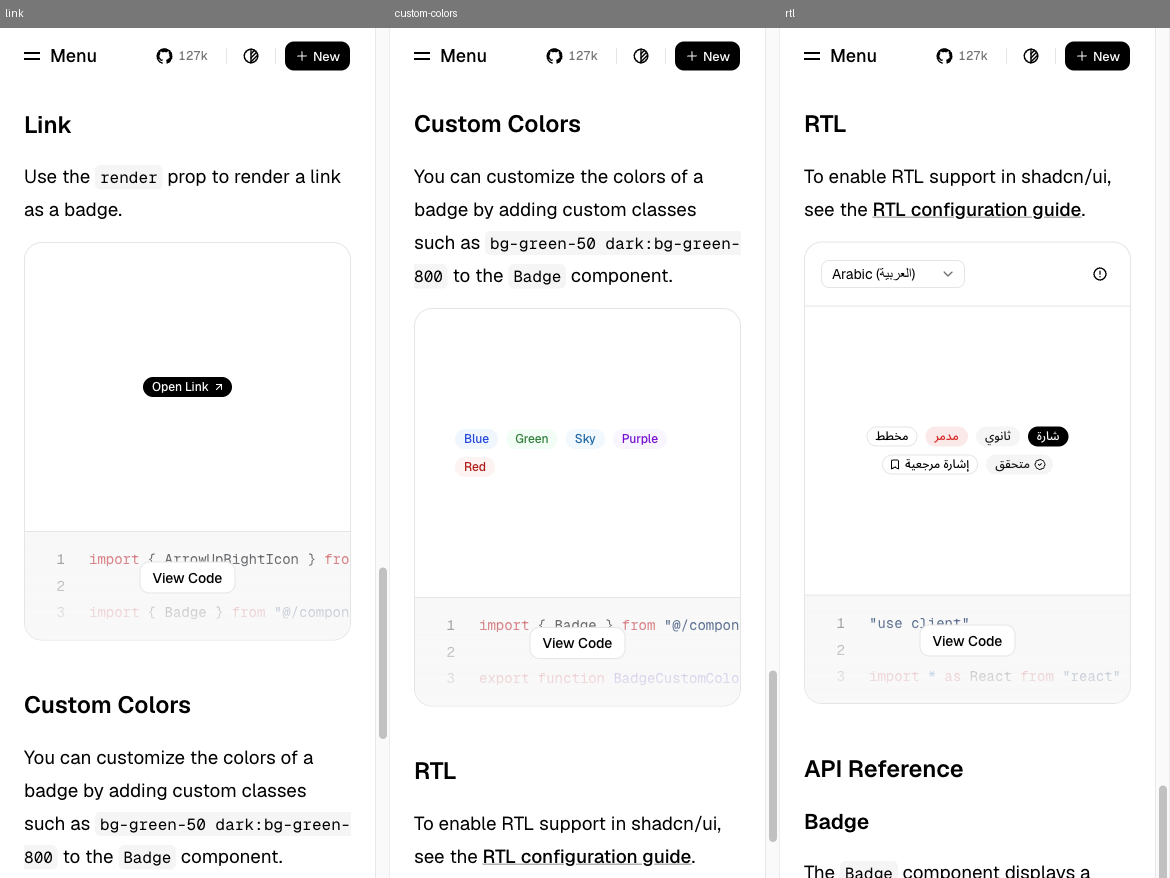 link
Menu
127k
New
Link
Use the render prop to render a link
as a badge.
Open Link
1 import { ArrowUpRightIcon } fro
2
View Code
3 import { Badge } from "@/compon
Custom Colors
You can customize the colors of a
badge by adding custom classes
such as bg-green-50 dark:bg-green-
800 to the Badge component.
custom-colors
Menu
127k
New
Custom Colors
You can customize the colors of a
badge by adding custom classes
such as bg-green-50 dark:bg-green-
800 to the Badge component.
Blue Green Sky Purple
Red
1 import { Badge } from "@/compon
2
View Code
3 export function BadgeCustomColo
RTL
To enable RTL support in shadcn/ui,
see the RTL configuration guide.
rtl
Menu
127k
New
RTL
To enable RTL support in shadcn/ui,
see the RTL configuration guide.
Arabic (العربية)
شارة ثانوي مدمر مخطط
متحقق إشارة مرجعية
1 "use client"
2
View Code
3 import * as React from "react"
API Reference
Badge
The Badge component displays a